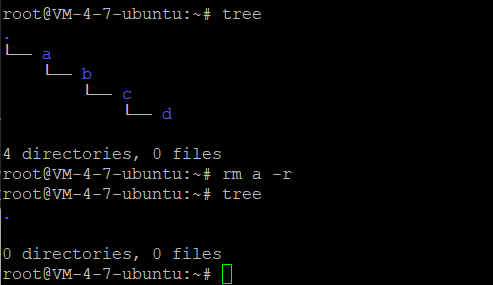 root@VM-4-7-ubuntu:~# tree
.
└── a
    └── b
        └── c
            └── d
4 directories, 0 files
root@VM-4-7-ubuntu:~# rm a -r
root@VM-4-7-ubuntu:~# tree
.
0 directories, 0 files
root@VM-4-7-ubuntu:~#